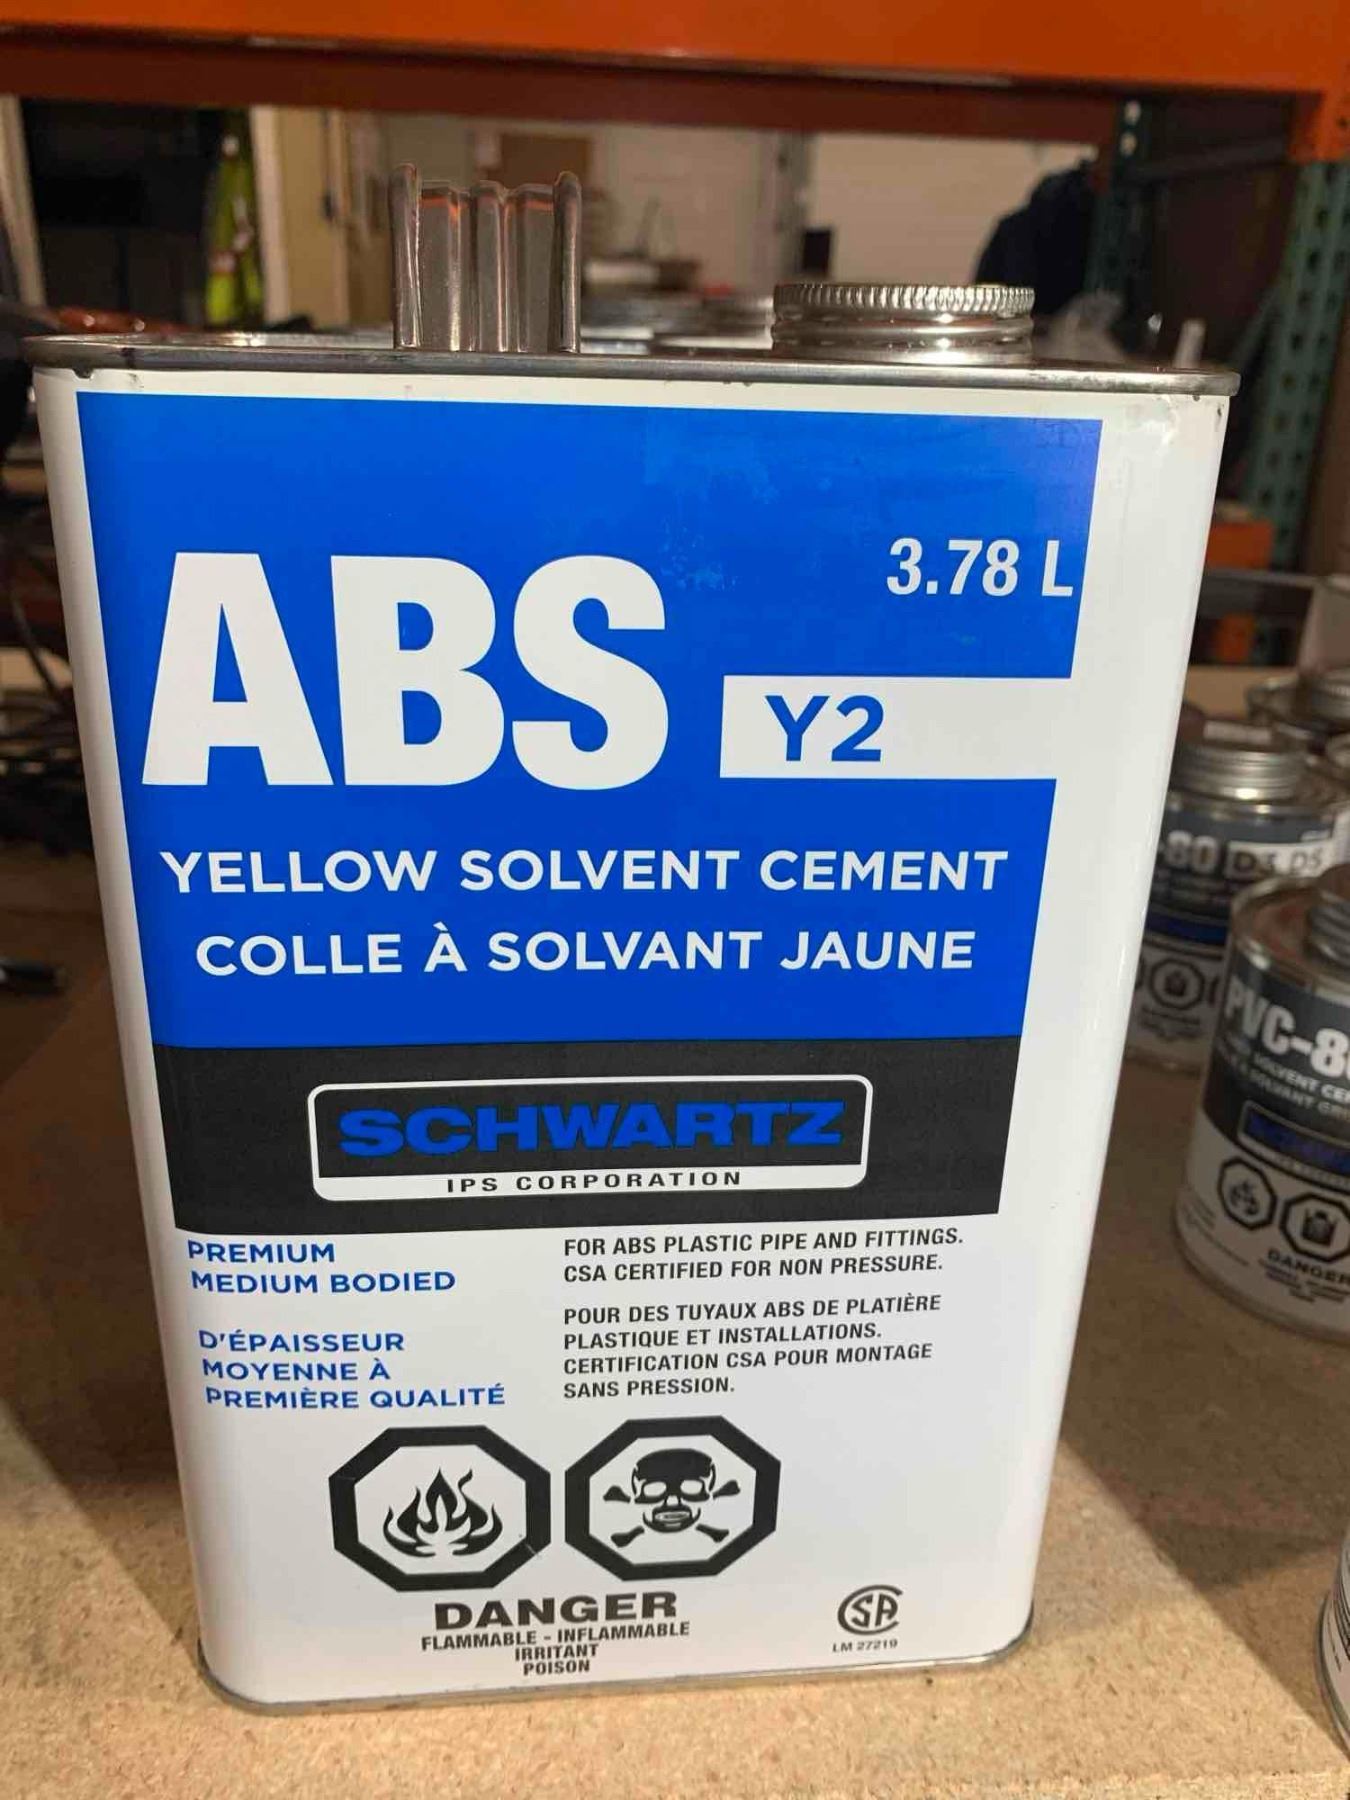 3.78 L
ABS
Y2
YELLOW SOLVENT CEMENT
COLLE À SOLVANT JAUNE
SCHWARTZ
IPS CORPORATION
PREMIUM
MEDIUM BODIED
D'ÉPAISSEUR
MOYENNE À
PREMIÈRE QUALITÉ
FOR ABS PLASTIC PIPE AND FITTINGS.
CSA CERTIFIED FOR NON PRESSURE.
POUR DES TUYAUX ABS DE PLATIÈRE
PLASTIQUE ET INSTALLATIONS.
CERTIFICATION CSA POUR MONTAGE
SANS PRESSION.
DANGER
FLAMMABLE - INFLAMMABLE
IRRITANT
POISON
CSA
LM 27219
PVC-8
DANGER